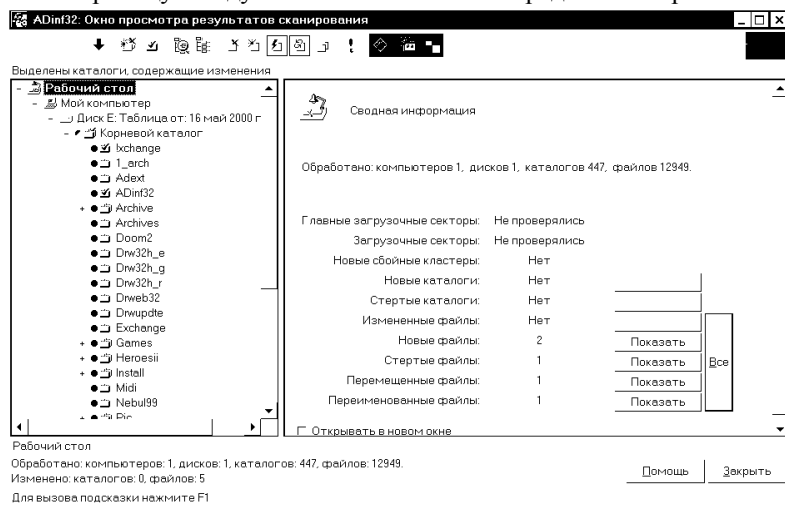 ADinf32: Окно просмотра результатов сканирования
Выделены каталоги, содержащие изменения
Рабочий стол
Мой компьютер
Диск E: Таблица от: 16 май 2000 г
Корневой каталог
!xchange
1_arch
Adext
ADinf32
Archive
Archives
Doom2
Drw32h_e
Drw32h_g
Drw32h_r
Drweb32
Drwupdte
Exchange
Games
Heroesii
Install
Midi
Nebul99
Pic
Сводная информация
Обработано: компьютеров 1, дисков 1, каталогов 447, файлов 12949.
Главные загрузочные секторы: Не проверялись
Загрузочные секторы: Не проверялись
Новые сбойные кластеры: Нет
Новые каталоги: Нет
Стертые каталоги: Нет
Измененные файлы: Нет
Новые файлы: 2 Показать
Стертые файлы: 1 Показать
Перемещенные файлы: 1 Показать
Переименованные файлы: 1 Показать
Все
Открывать в новом окне
Рабочий стол
Обработано: компьютеров: 1, дисков: 1, каталогов: 447, файлов: 12949.
Изменено: каталогов: 0, файлов: 5
Помощь Закрыть
Для вызова подсказки нажмите F1